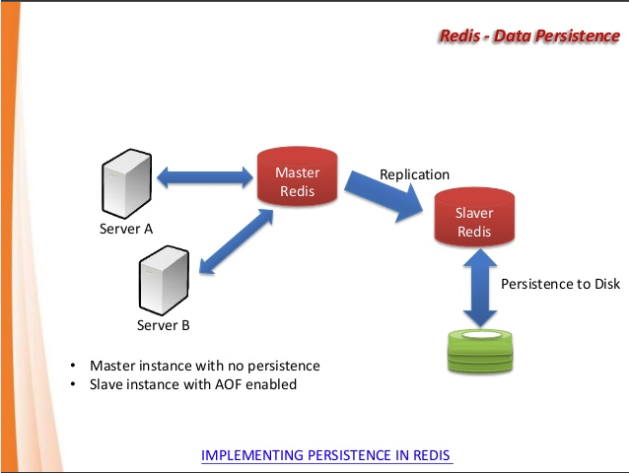 Redis - Data Persistence
Master
Redis
Replication
Slaver
Redis
Server A
Persistence to Disk
Server B
• Master instance with no persistence
• Slave instance with AOF enabled
IMPLEMENTING PERSISTENCE IN REDIS